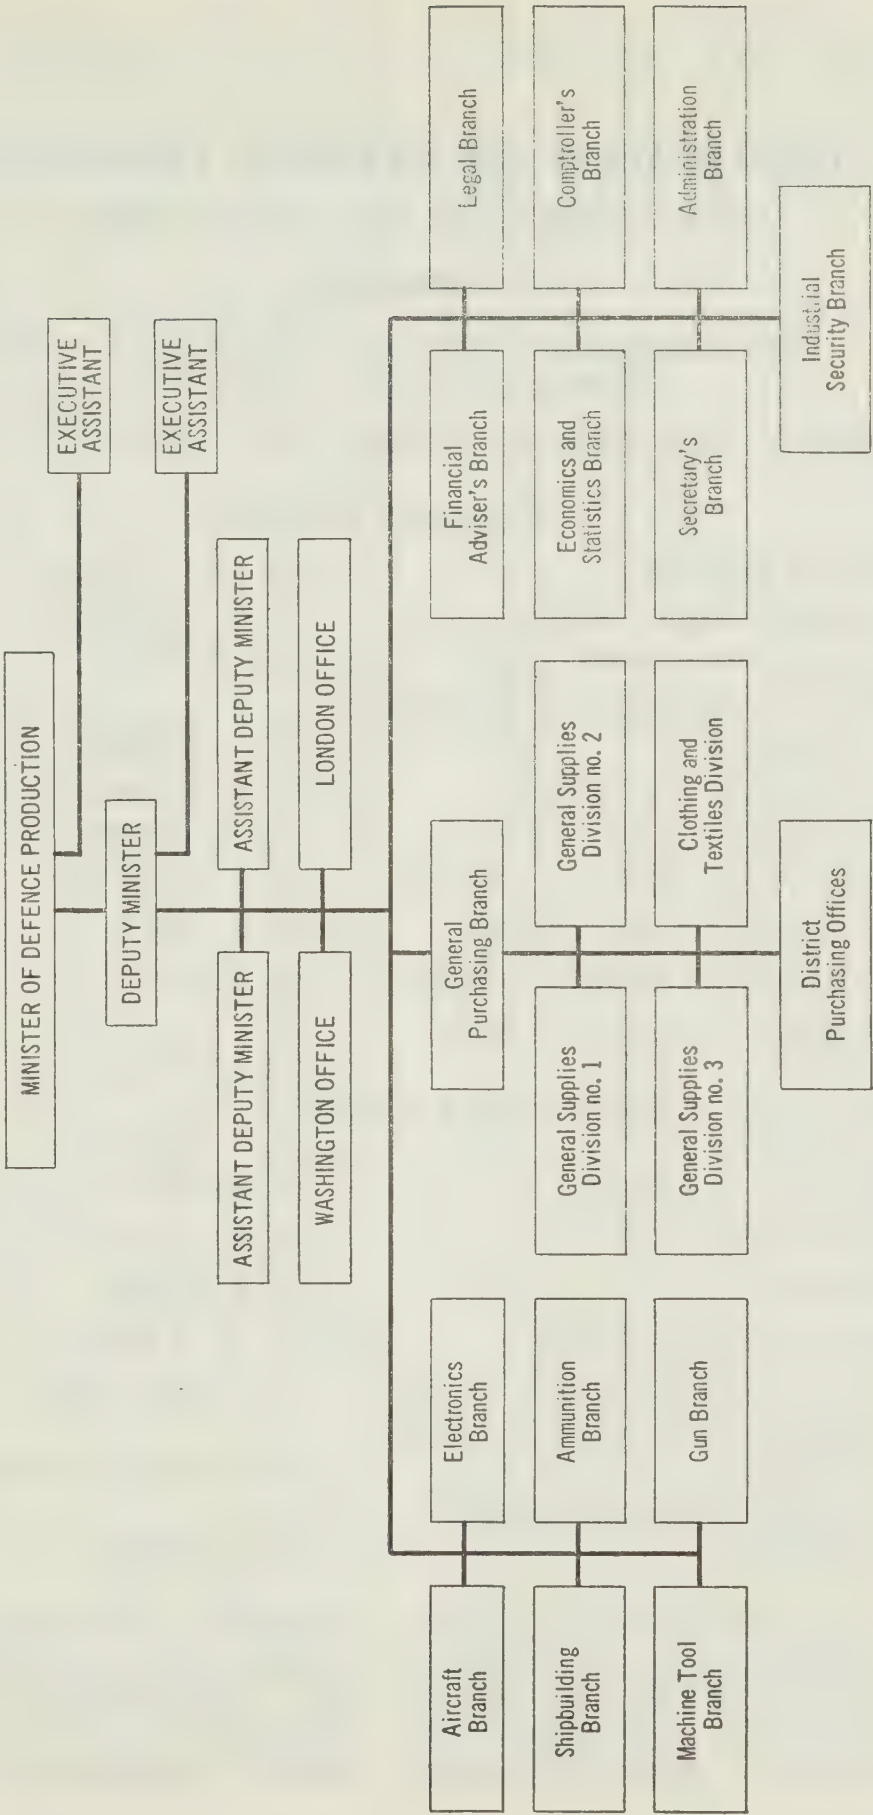 MINISTER OF DEFENCE PRODUCTION
EXECUTIVE
ASSISTANT
DEPUTY MINISTER
EXECUTIVE
ASSISTANT
ASSISTANT DEPUTY MINISTER
ASSISTANT DEPUTY MINISTER
WASHINGTON OFFICE
LONDON OFFICE
Aircraft
Branch
Electronics
Branch
Shipbuilding
Branch
Ammunition
Branch
Machine Tool
Branch
Gun Branch
General
Purchasing Branch
General Supplies
Division no. 1
General Supplies
Division no. 2
General Supplies
Division no. 3
Clothing and
Textiles Division
District
Purchasing Offices
Financial
Adviser's Branch
Legal Branch
Economics and
Statistics Branch
Comptroller's
Branch
Secretary's
Branch
Administration
Branch
Industrial
Security Branch